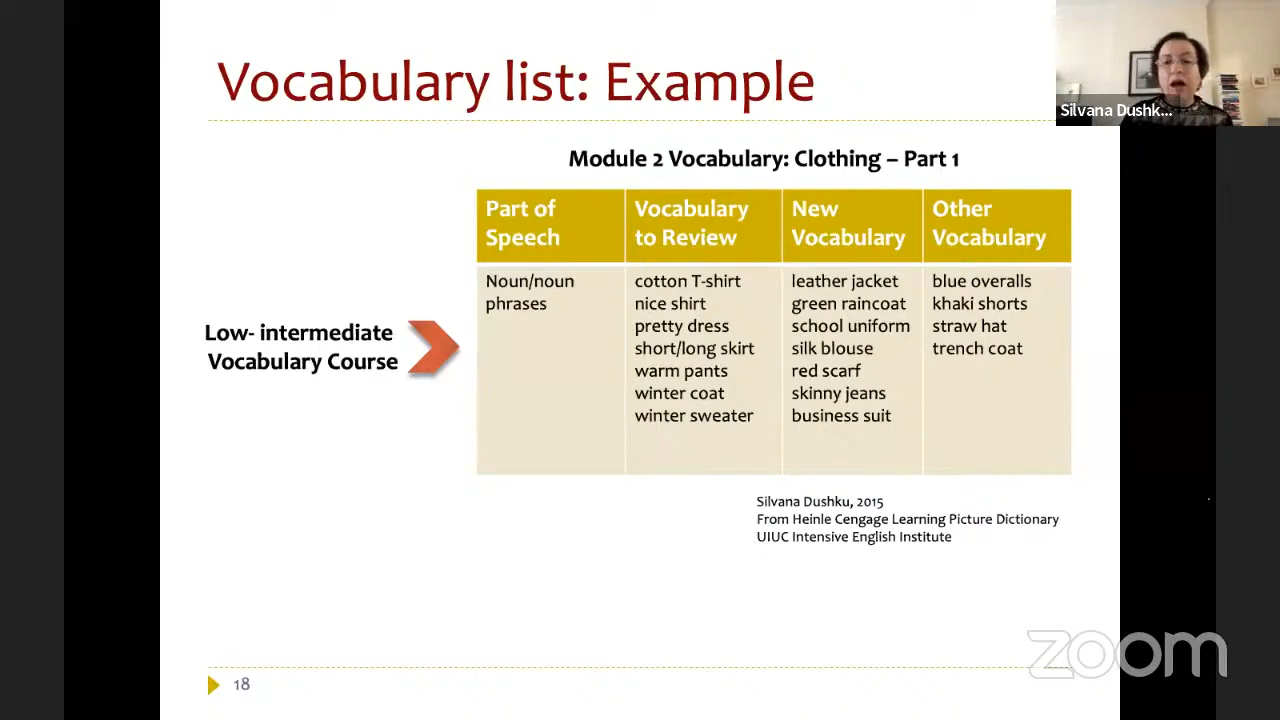 Vocabulary list: Example
Silvana Dushk...
Module 2 Vocabulary: Clothing – Part 1
Part of
Speech
Vocabulary
to Review
New
Vocabulary
Other
Vocabulary
Noun/noun
phrases
cotton T-shirt
nice shirt
pretty dress
short/long skirt
warm pants
winter coat
winter sweater
leather jacket
green raincoat
school uniform
silk blouse
red scarf
skinny jeans
business suit
blue overalls
khaki shorts
straw hat
trench coat
Low- intermediate
Vocabulary Course
Silvana Dushku, 2015
From Heinle Cengage Learning Picture Dictionary
UIUC Intensive English Institute
zoom
18